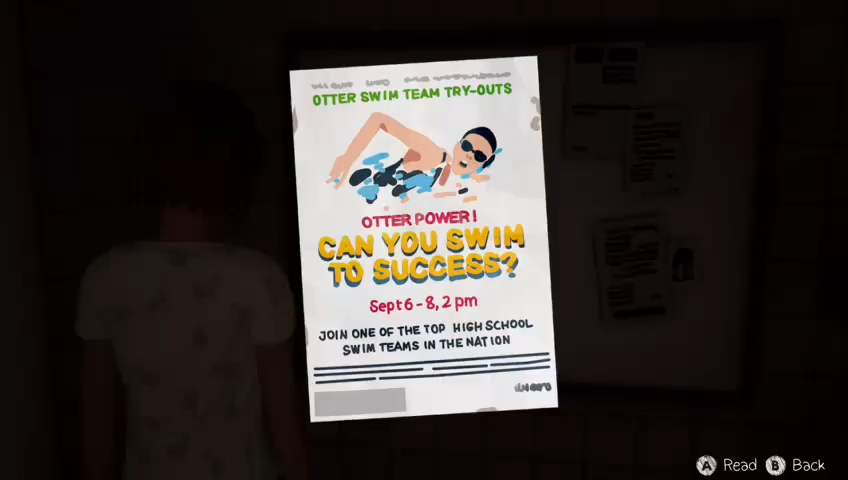 OTTER SWIM TEAM TRY-OUTS
OTTER POWER!
CAN YOU SWIM
TO SUCCESS?
Sept 6-8, 2 pm
JOIN ONE OF THE TOP HIGH SCHOOL
SWIM TEAMS IN THE NATION
A Read B Back